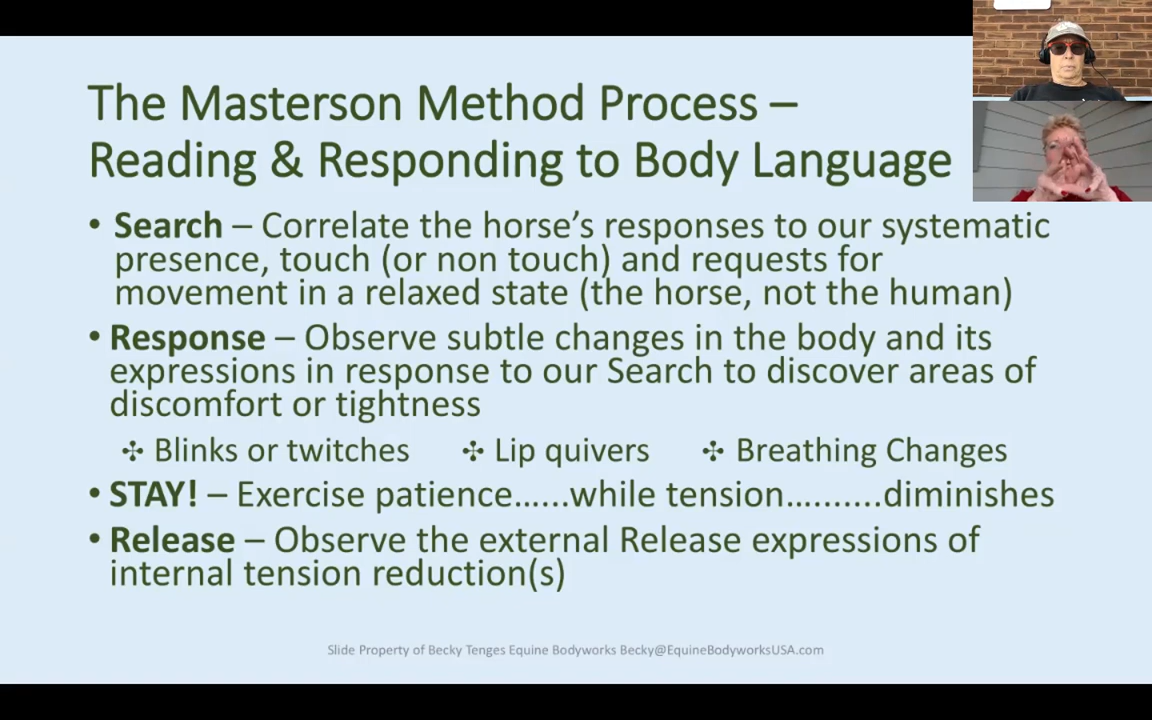 The Masterson Method Process –
Reading & Responding to Body Language
• Search – Correlate the horse’s responses to our systematic
presence, touch (or non touch) and requests for
movement in a relaxed state (the horse, not the human)
• Response – Observe subtle changes in the body and its
expressions in response to our Search to discover areas of
discomfort or tightness
✣ Blinks or twitches ✣ Lip quivers ✣ Breathing Changes
• STAY! – Exercise patience……while tension……....diminishes
• Release – Observe the external Release expressions of
internal tension reduction(s)
Slide Property of Becky Tenges Equine Bodyworks Becky@EquineBodyworksUSA.com